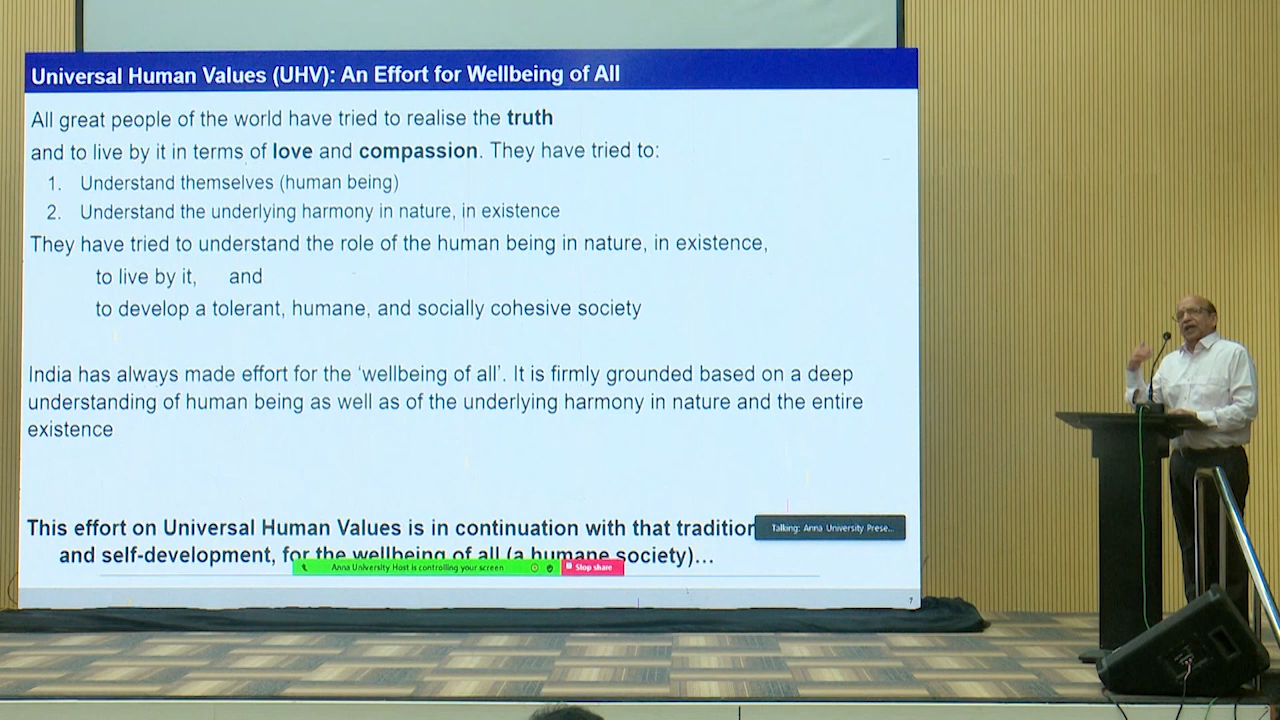 Universal Human Values (UHV): An Effort for Wellbeing of All
All great people of the world have tried to realise the truth
and to live by it in terms of love and compassion. They have tried to:
1. Understand themselves (human being)
2. Understand the underlying harmony in nature, in existence
They have tried to understand the role of the human being in nature, in existence,
to live by it, and
to develop a tolerant, humane, and socially cohesive society
India has always made effort for the ‘wellbeing of all’. It is firmly grounded based on a deep
understanding of human being as well as of the underlying harmony in nature and the entire
existence
This effort on Universal Human Values is in continuation with that tradition
Talking: Anna University Prese...
and self-development, for the wellbeing of all (a humane society)…
Anna University Host is controlling your screen
Stop share
7